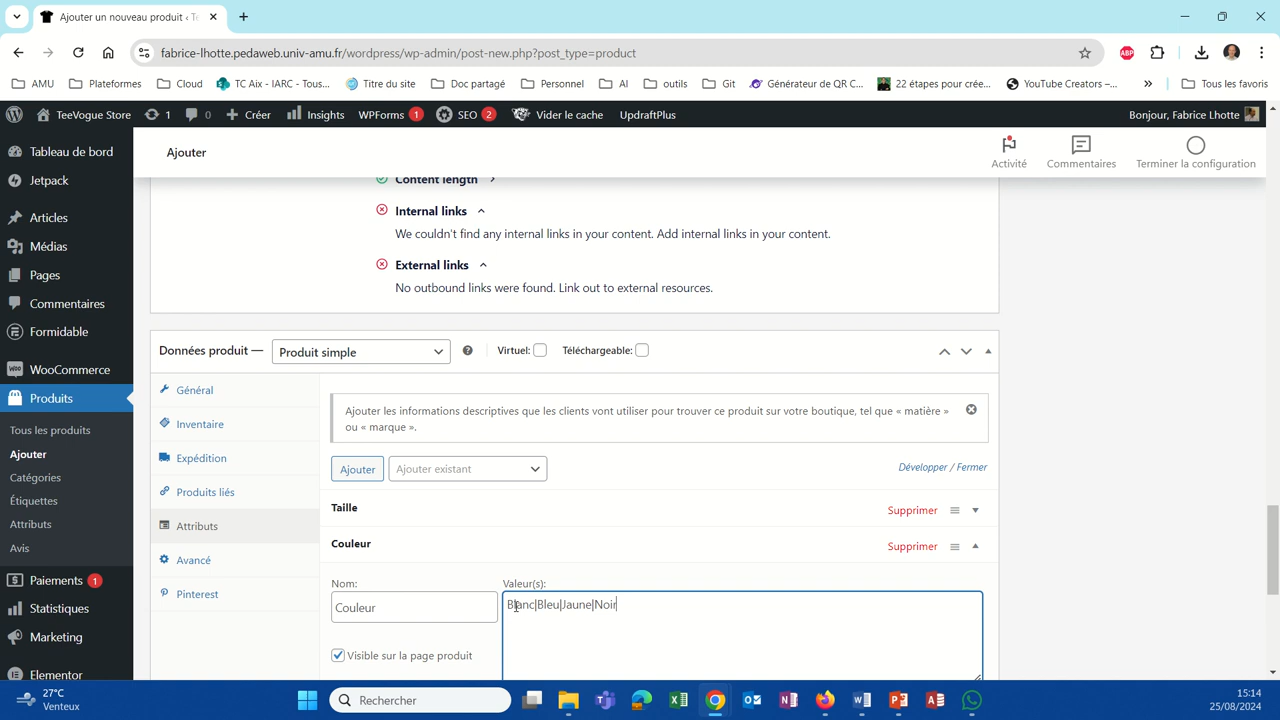 Ajouter un nouveau produit ‹ Te
fabrice-lhotte.pedaweb.univ-amu.fr/wordpress/wp-admin/post-new.php?post_type=product
ABP
AMU
Plateformes
Cloud
TC Aix - IARC - Tous...
Titre du site
Doc partagé
Personnel
AI
outils
Git
Générateur de QR C...
22 étapes pour crée...
YouTube Creators –...
»
Tous les favoris
TeeVogue Store
1
0
Créer
Insights
WPForms 1
SEO 2
Vider le cache
UpdraftPlus
Bonjour, Fabrice Lhotte
Ajouter
Activité
Commentaires
Terminer la configuration
Tableau de bord
Jetpack
Articles
Médias
Pages
Commentaires
Formidable
WooCommerce
Produits
Tous les produits
Ajouter
Catégories
Étiquettes
Attributs
Avis
Paiements 1
Statistiques
Marketing
Elementor
Content length
Internal links
We couldn't find any internal links in your content. Add internal links in your content.
External links
No outbound links were found. Link out to external resources.
Données produit — Produit simple
Virtuel:
Téléchargeable:
Général
Inventaire
Expédition
Produits liés
Attributs
Avancé
Pinterest
Ajouter les informations descriptives que les clients vont utiliser pour trouver ce produit sur votre boutique, tel que « matière »
ou « marque ».
Ajouter
Ajouter existant
Développer / Fermer
Taille
Supprimer
Couleur
Supprimer
Nom:
Valeur(s):
Couleur
Blanc|Bleu|Jaune|Noir
Visible sur la page produit
27°C
Venteux
Rechercher
15:14
25/08/2024